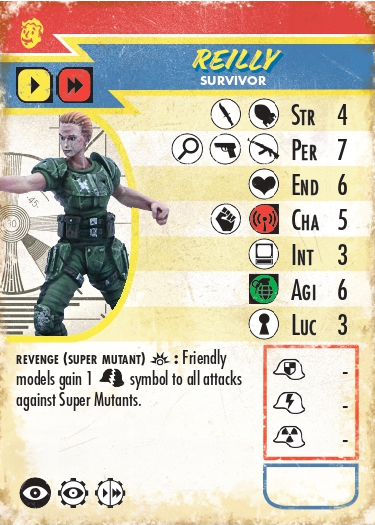 REILLY
SURVIVOR
STR 4
PER 7
END 6
CHA 5
INT 3
AGI 6
LUC 3
45
REVENGE (SUPER MUTANT) : Friendly
models gain 1 symbol to all attacks
against Super Mutants.
-
-
-